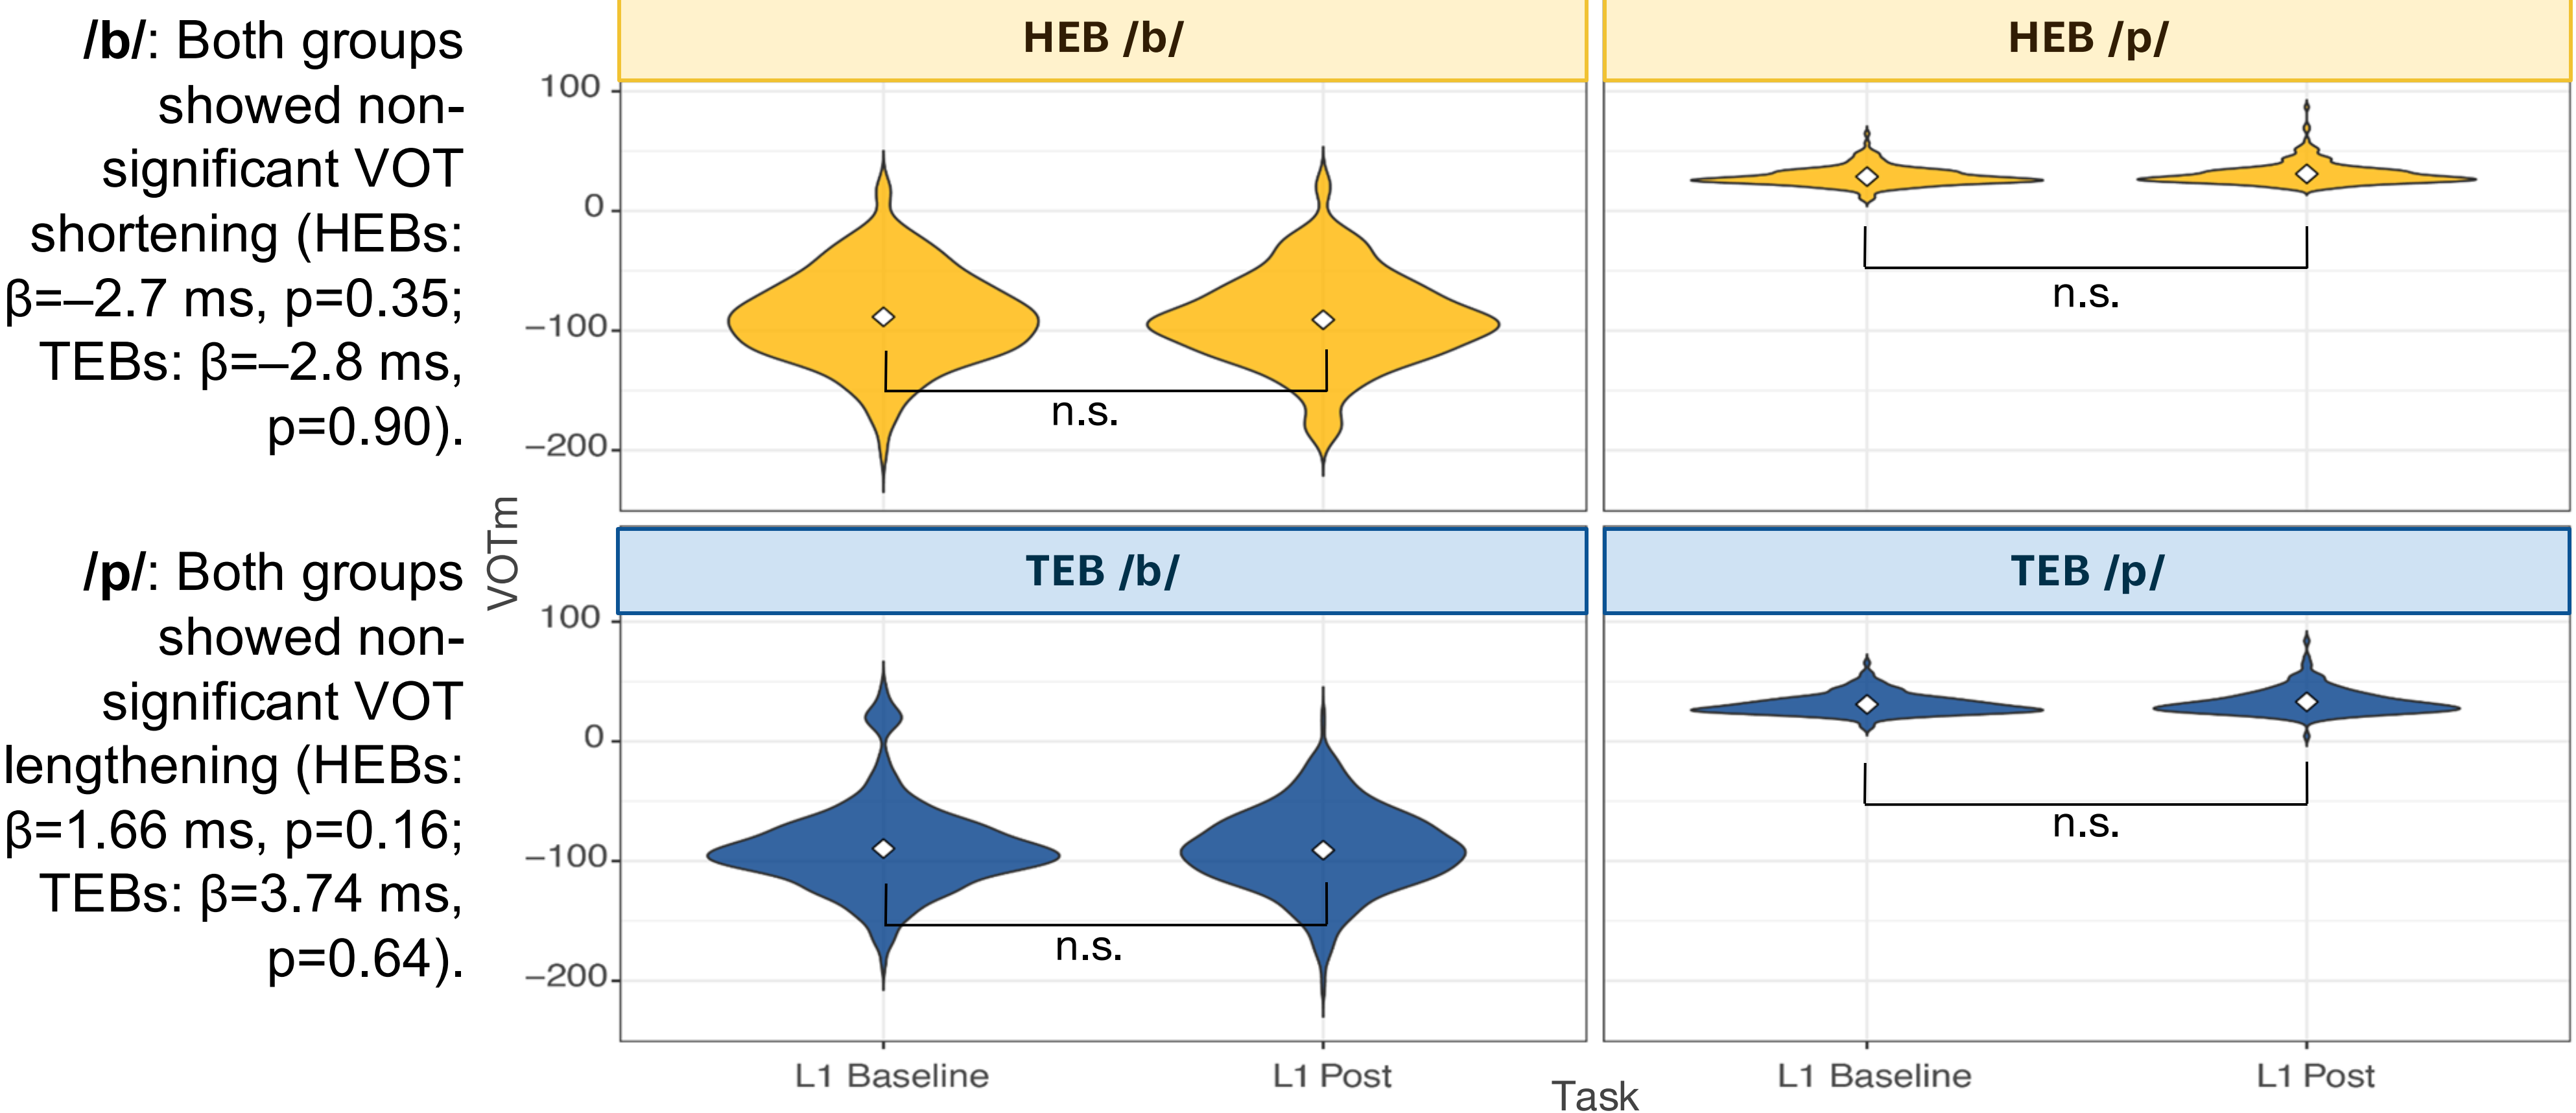 /b/: Both groups
showed non-
significant VOT
shortening (HEBs:
β=–2.7 ms, p=0.35;
TEBs: β=–2.8 ms,
p=0.90).
/p/: Both groups
showed non-
significant VOT
lengthening (HEBs:
β=1.66 ms, p=0.16;
TEBs: β=3.74 ms,
p=0.64).
VOTm
HEB /b/
100
0
−100
−200
n.s.
HEB /p/
n.s.
TEB /b/
100
0
−100
−200
n.s.
TEB /p/
n.s.
L1 Baseline
L1 Post
L1 Baseline
L1 Post
Task